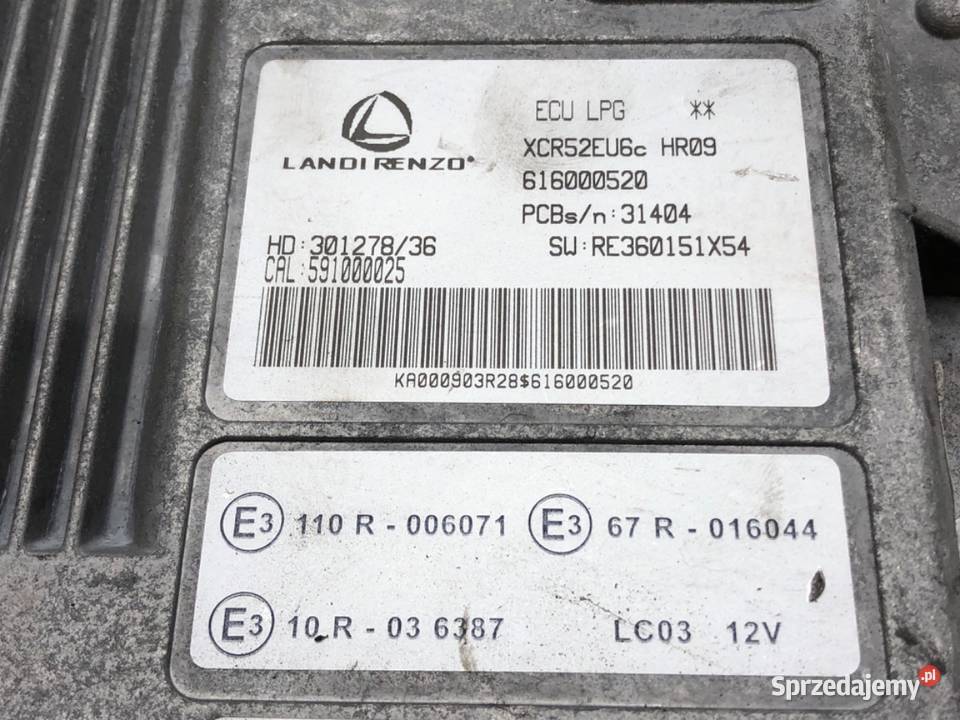 LANDIRENZO®
ECU LPG **
XCR52EU6c HR09
616000520
PCBs/n:31404
HD:301278/36 SW:RE360151X54
CAL:591000025
KA000903R28$616000520
E3 110 R - 006071 E3 67 R - 016044
E3 10 R - 03 6387 LC03 12V
Sprzedajemy.pl